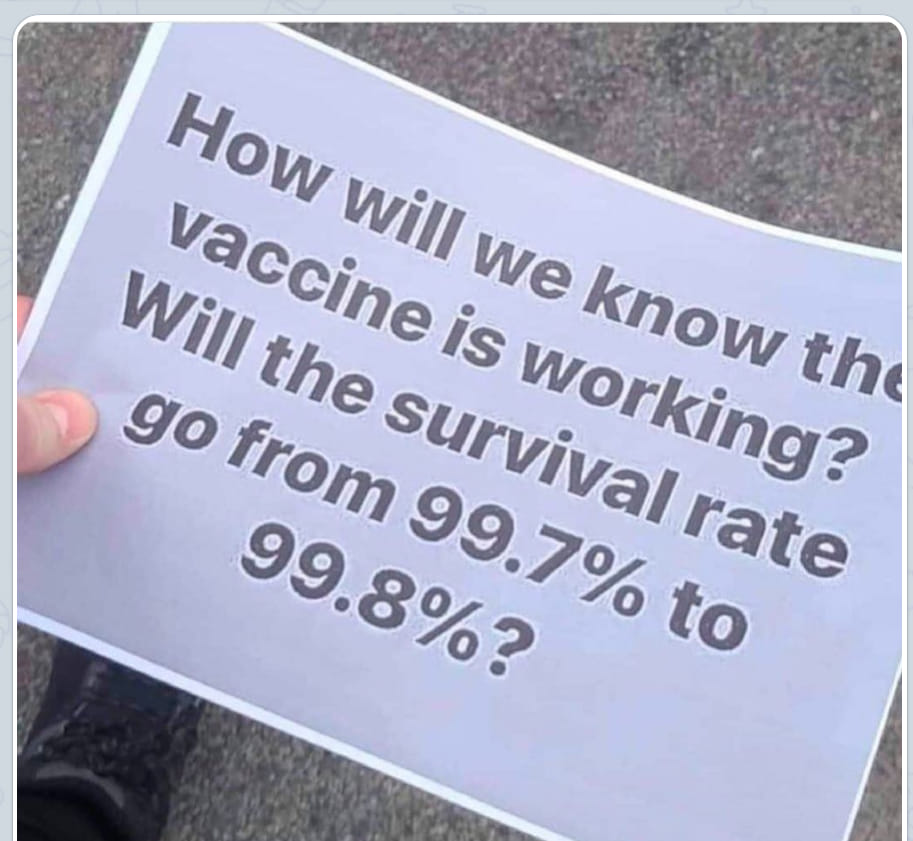 How will we know the
vaccine is working?
Will the survival rate
go from 99.7% to
99.8%?